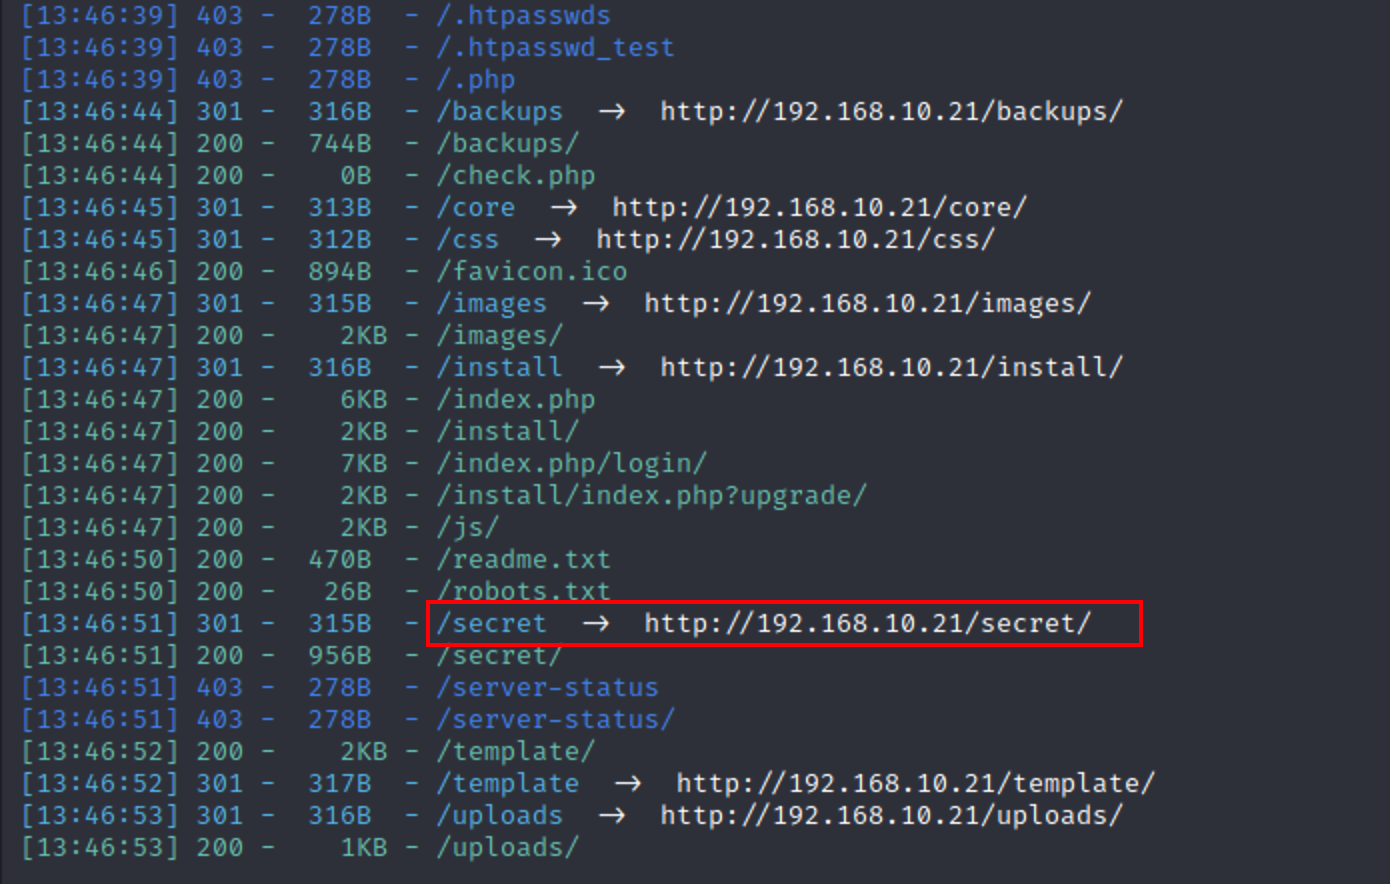 [13:46:39] 403 -  278B  - /.htpasswds
[13:46:39] 403 -  278B  - /.htpasswd_test
[13:46:39] 403 -  278B  - /.php
[13:46:44] 301 -  316B  - /backups  →  http://192.168.10.21/backups/
[13:46:44] 200 -  744B  - /backups/
[13:46:44] 200 -    0B  - /check.php
[13:46:45] 301 -  313B  - /core  →  http://192.168.10.21/core/
[13:46:45] 301 -  312B  - /css  →  http://192.168.10.21/css/
[13:46:46] 200 -  894B  - /favicon.ico
[13:46:47] 301 -  315B  - /images  →  http://192.168.10.21/images/
[13:46:47] 200 -    2KB - /images/
[13:46:47] 301 -  316B  - /install  →  http://192.168.10.21/install/
[13:46:47] 200 -    6KB - /index.php
[13:46:47] 200 -    2KB - /install/
[13:46:47] 200 -    7KB - /index.php/login/
[13:46:47] 200 -    2KB - /install/index.php?upgrade/
[13:46:47] 200 -    2KB - /js/
[13:46:50] 200 -  470B  - /readme.txt
[13:46:50] 200 -   26B  - /robots.txt
[13:46:51] 301 -  315B  - /secret  →  http://192.168.10.21/secret/
[13:46:51] 200 -  956B  - /secret/
[13:46:51] 403 -  278B  - /server-status
[13:46:51] 403 -  278B  - /server-status/
[13:46:52] 200 -    2KB - /template/
[13:46:52] 301 -  317B  - /template  →  http://192.168.10.21/template/
[13:46:53] 301 -  316B  - /uploads  →  http://192.168.10.21/uploads/
[13:46:53] 200 -    1KB - /uploads/